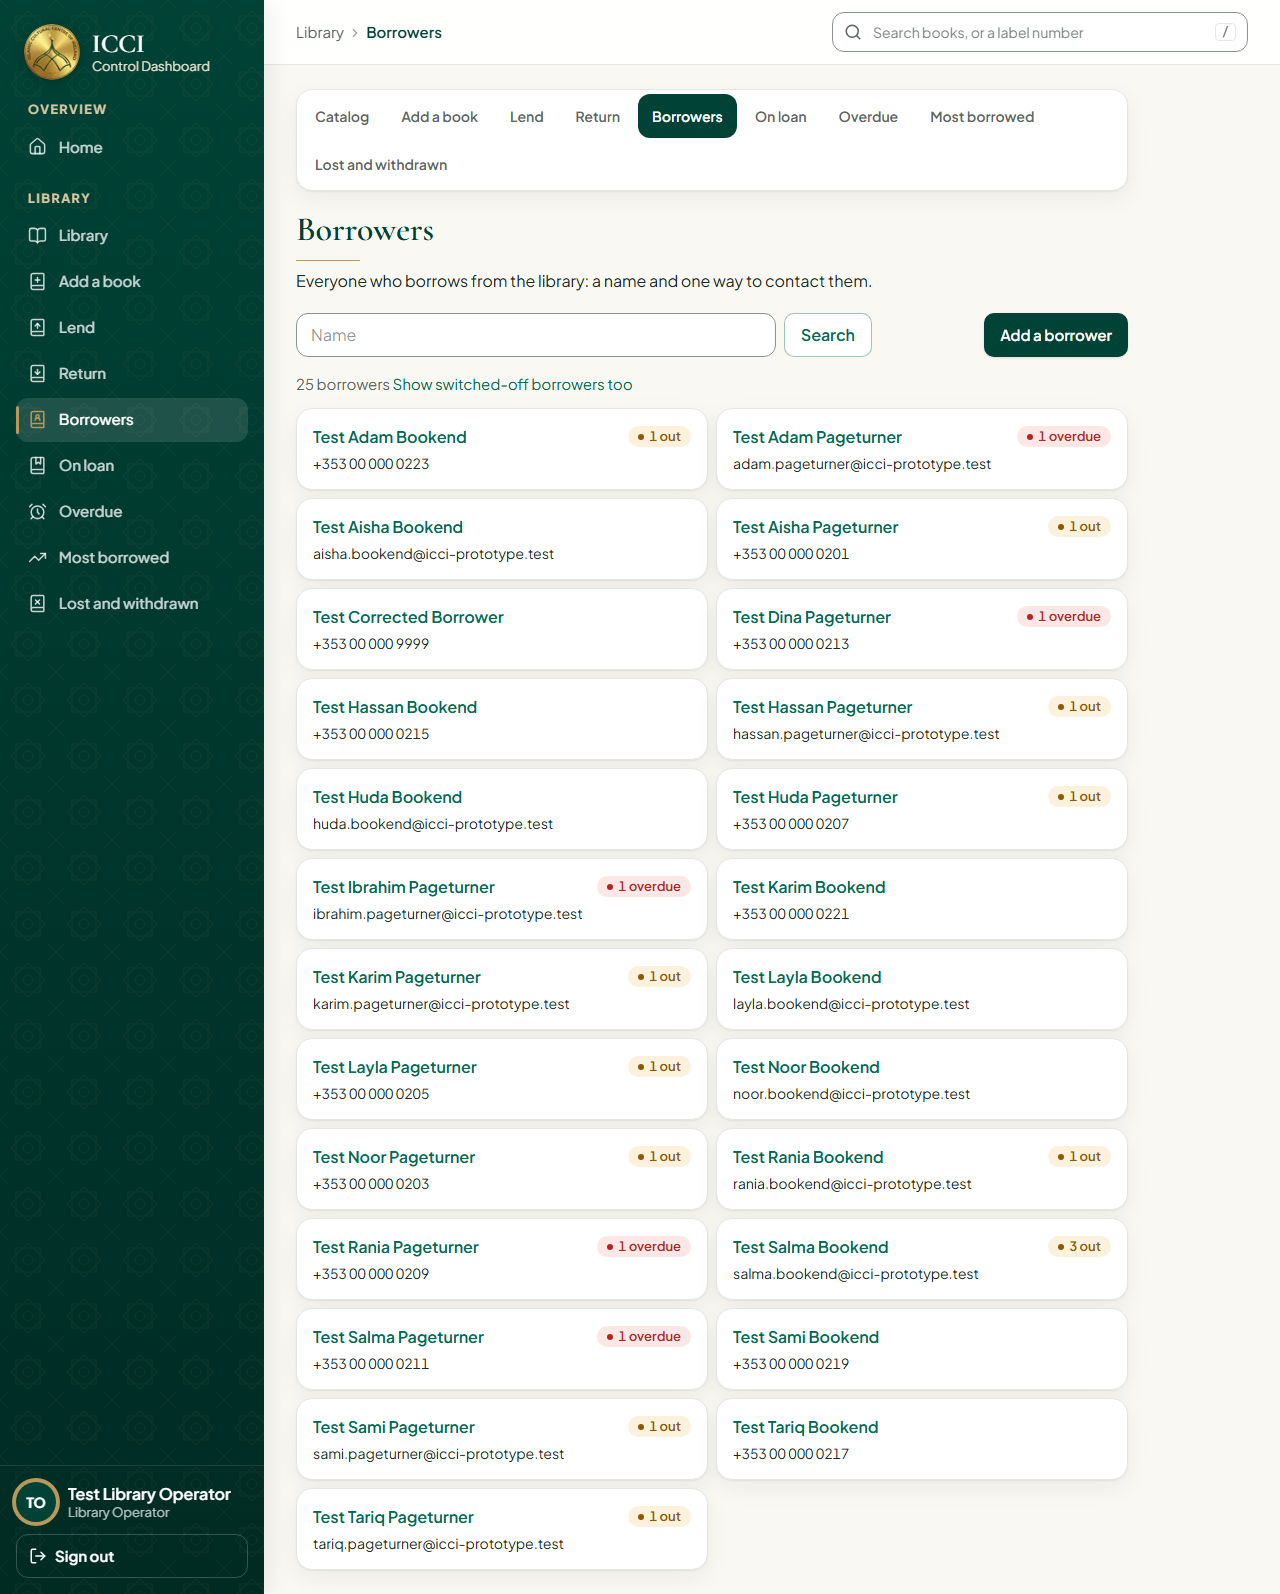 ICCI
Control Dashboard
OVERVIEW
Home
LIBRARY
Library
Add a book
Lend
Return
Borrowers
On loan
Overdue
Most borrowed
Lost and withdrawn
Test Library Operator
TO
Library Operator
Sign out
Library > Borrowers
Search books, or a label number /
Catalog Add a book Lend Return Borrowers On loan Overdue Most borrowed
Lost and withdrawn
Borrowers
Everyone who borrows from the library: a name and one way to contact them.
Name Search Add a borrower
25 borrowers Show switched-off borrowers too
Test Adam Bookend 1 out
+353 00 000 0223
Test Adam Pageturner 1 overdue
adam.pageturner@icci-prototype.test
Test Aisha Bookend
aisha.bookend@icci-prototype.test
Test Aisha Pageturner 1 out
+353 00 000 0201
Test Corrected Borrower
+353 00 000 9999
Test Dina Pageturner 1 overdue
+353 00 000 0213
Test Hassan Bookend
+353 00 000 0215
Test Hassan Pageturner 1 out
hassan.pageturner@icci-prototype.test
Test Huda Bookend
huda.bookend@icci-prototype.test
Test Huda Pageturner 1 out
+353 00 000 0207
Test Ibrahim Pageturner 1 overdue
ibrahim.pageturner@icci-prototype.test
Test Karim Bookend
+353 00 000 0221
Test Karim Pageturner 1 out
karim.pageturner@icci-prototype.test
Test Layla Bookend
layla.bookend@icci-prototype.test
Test Layla Pageturner 1 out
+353 00 000 0205
Test Noor Bookend
noor.bookend@icci-prototype.test
Test Noor Pageturner 1 out
+353 00 000 0203
Test Rania Bookend 1 out
rania.bookend@icci-prototype.test
Test Rania Pageturner 1 overdue
+353 00 000 0209
Test Salma Bookend 3 out
salma.bookend@icci-prototype.test
Test Salma Pageturner 1 overdue
+353 00 000 0211
Test Sami Bookend
+353 00 000 0219
Test Sami Pageturner 1 out
sami.pageturner@icci-prototype.test
Test Tariq Bookend
+353 00 000 0217
Test Tariq Pageturner 1 out
tariq.pageturner@icci-prototype.test